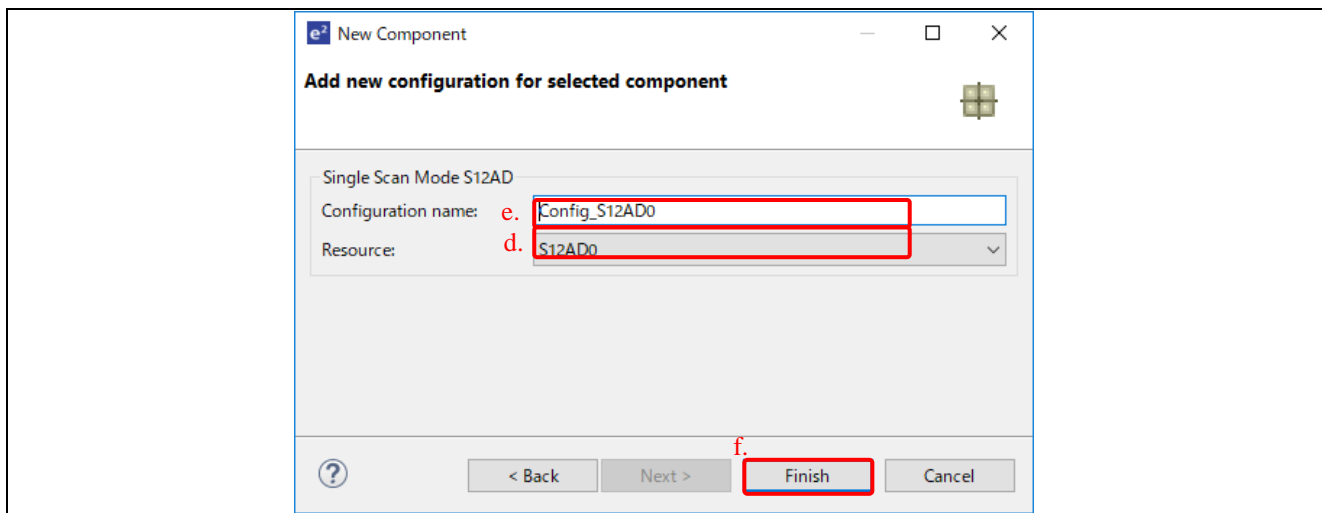 e² New Component
Add new configuration for selected component
Single Scan Mode S12AD
Configuration name: e. Config_S12AD0
Resource: d. S12AD0
f.
? < Back Next > Finish Cancel